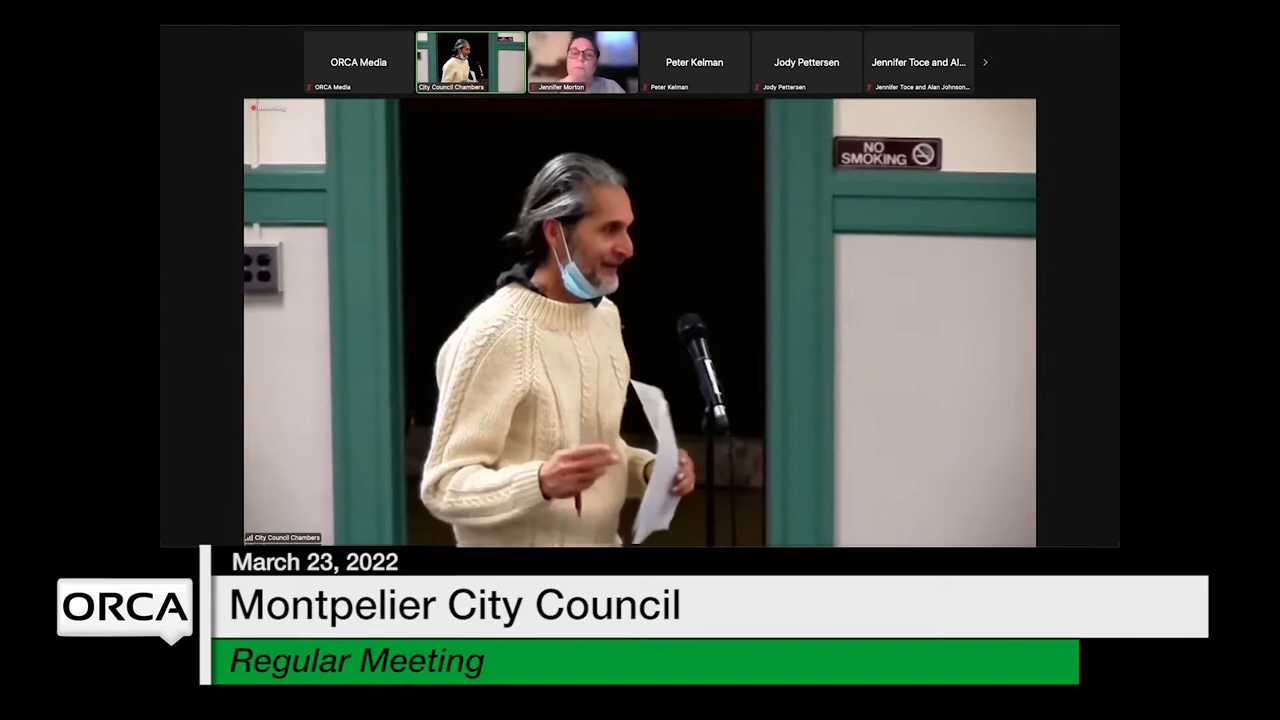 ORCA Media
Peter Kelman
Jody Pettersen
Jennifer Toce and Al...
ORCA Media
City Council Chambers
Jennifer Morton
Peter Kelman
Jody Pettersen
Jennifer Toce and Alan Johnson...
Recording
NO
SMOKING
City Council Chambers
March 23, 2022
ORCA
Montpelier City Council
Regular Meeting